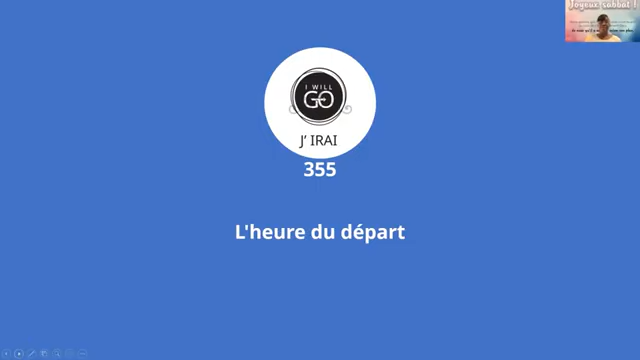 Joyeux sabbat !
I WILL
GO
J' IRAI
355
L'heure du départ